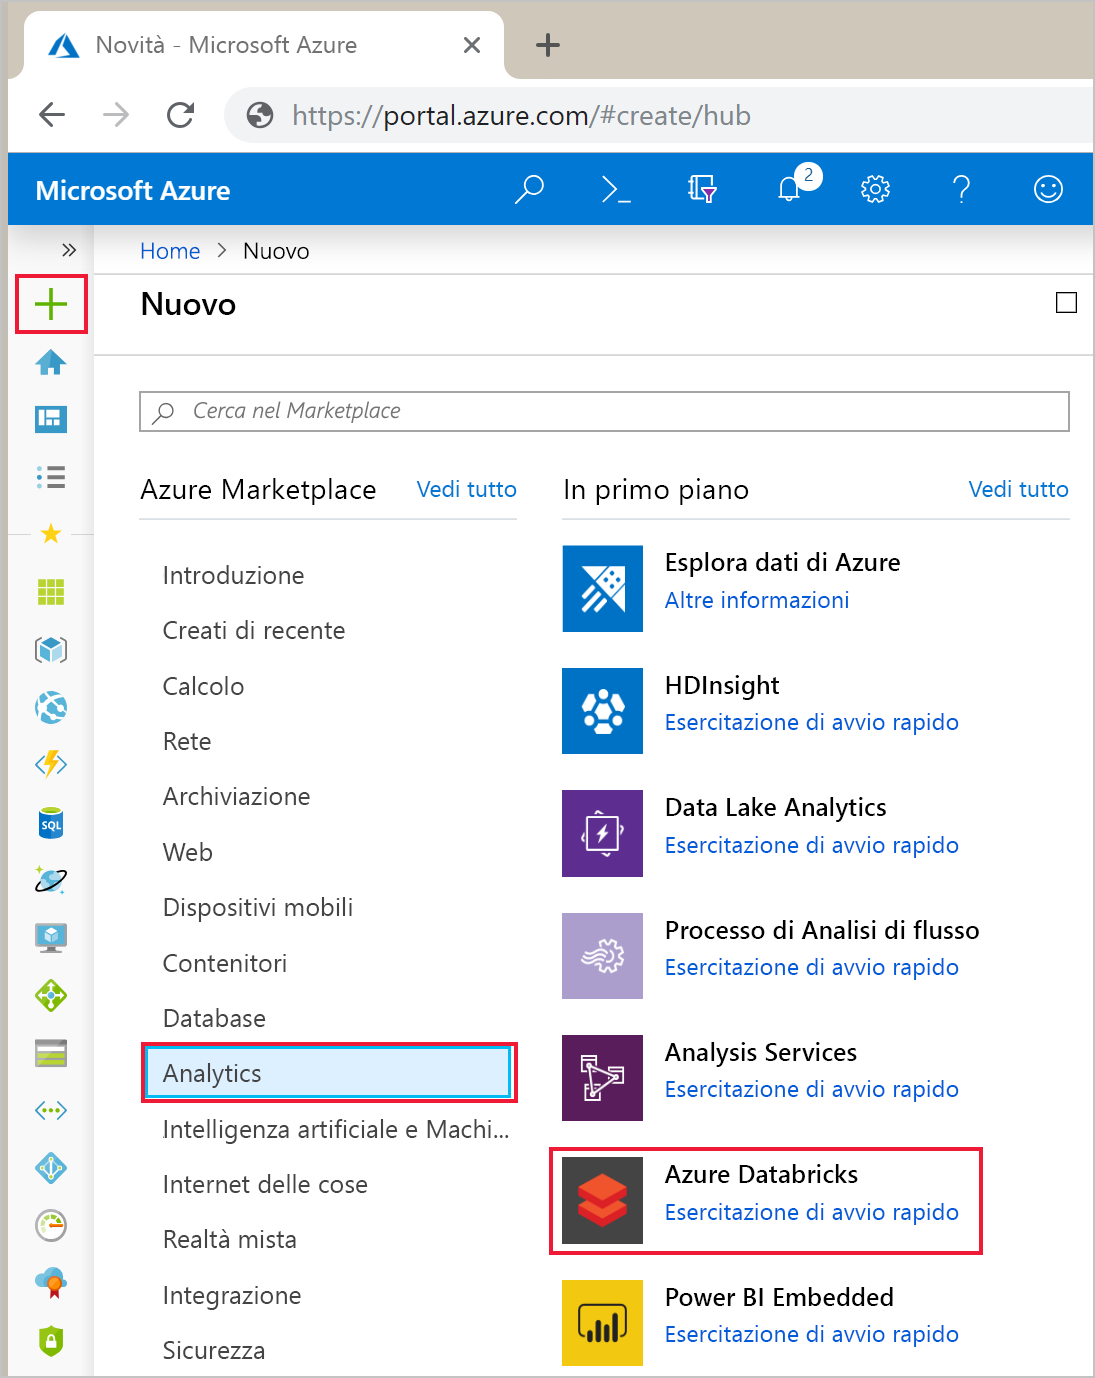 Novità - Microsoft Azure
https://portal.azure.com/#create/hub
Microsoft Azure
2
Home > Nuovo
Nuovo
Cerca nel Marketplace
Azure Marketplace Vedi tutto
Introduzione
Creati di recente
Calcolo
Rete
Archiviazione
Web
Dispositivi mobili
Contenitori
Database
Analytics
Intelligenza artificiale e Machi...
Internet delle cose
Realtà mista
Integrazione
Sicurezza
In primo piano Vedi tutto
Esplora dati di Azure
Altre informazioni
HDInsight
Esercitazione di avvio rapido
Data Lake Analytics
Esercitazione di avvio rapido
Processo di Analisi di flusso
Esercitazione di avvio rapido
Analysis Services
Esercitazione di avvio rapido
Azure Databricks
Esercitazione di avvio rapido
Power BI Embedded
Esercitazione di avvio rapido
SQL